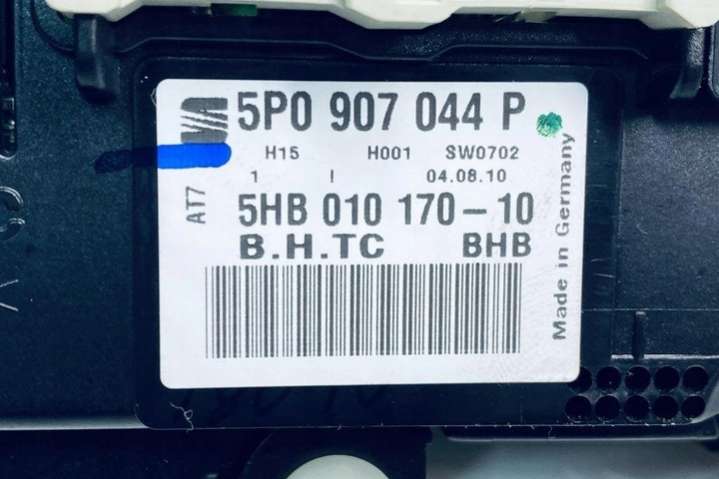 5P0 907 044 P
H15 H001 SW0702
1 I 04.08.10
AT7
5HB 010 170-10
B.H.TC BHB
Made in Germany